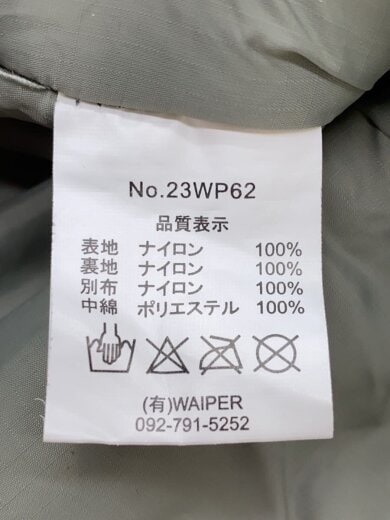 No.23WP62
品質表示
表地 ナイロン 100%
裏地 ナイロン 100%
別布 ナイロン 100%
中綿 ポリエステル 100%
(有)WAIPER
092-791-5252